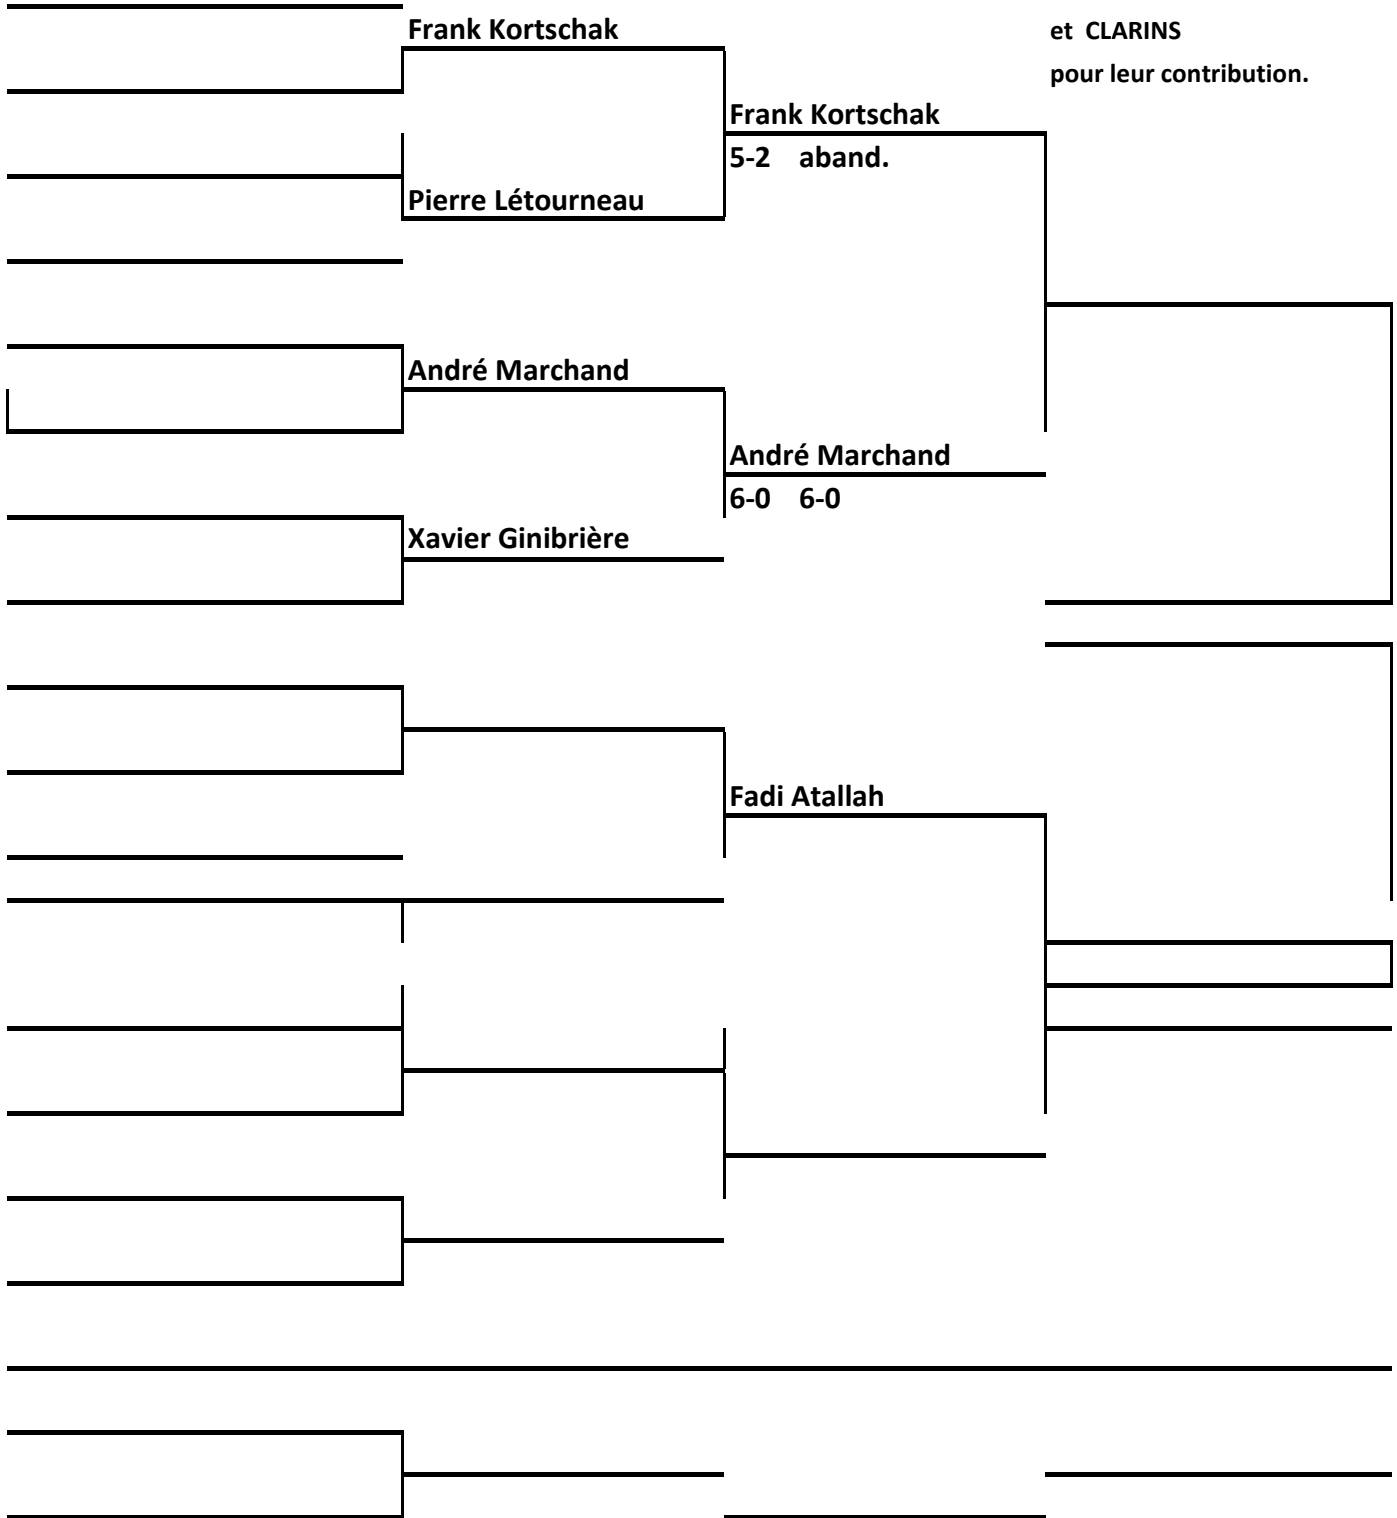 Frank Kortschak
et CLARINS
pour leur contribution.
Frank Kortschak
5-2 aband.
Pierre Létourneau
André Marchand
André Marchand
6-0 6-0
Xavier Ginibrière
Fadi Atallah